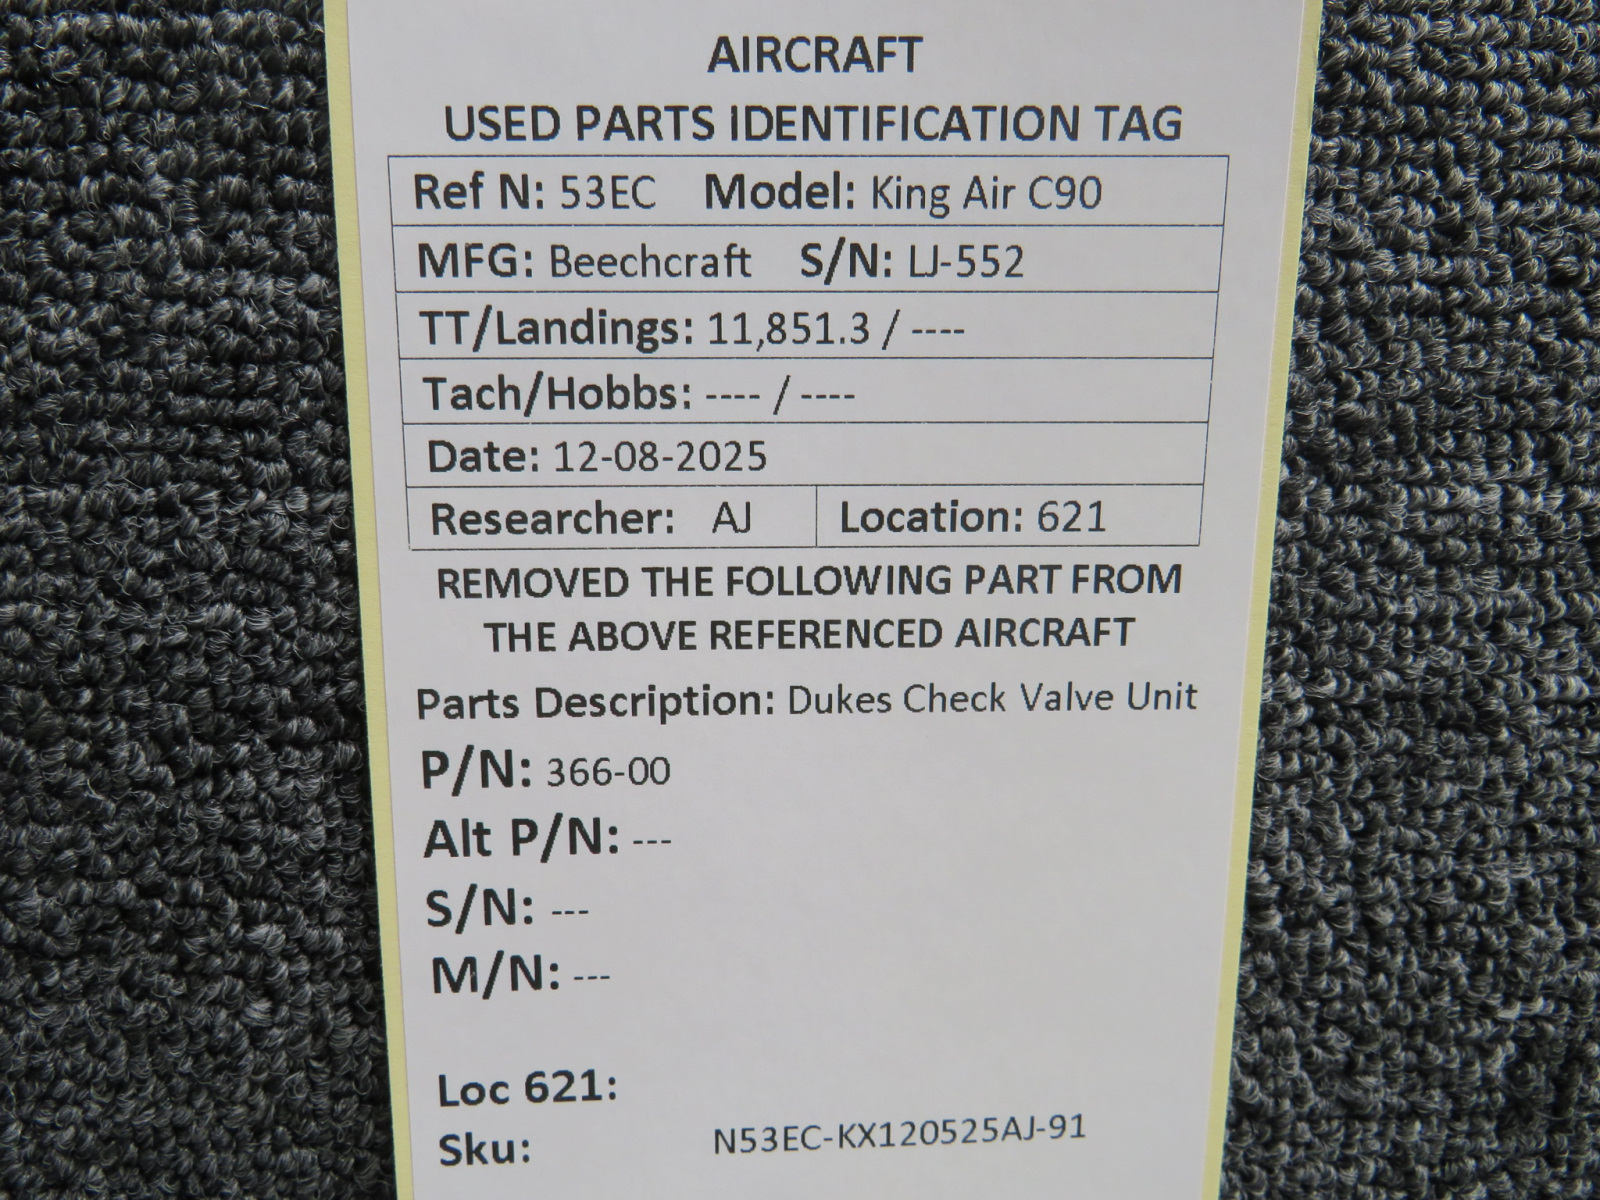 AIRCRAFT
USED PARTS IDENTIFICATION TAG
Ref N: 53EC Model: King Air C90
MFG: Beechcraft S/N: LJ-552
TT/Landings: 11,851.3 / ----
Tach/Hobbs: ---- / ----
Date: 12-08-2025
Researcher: AJ Location: 621
REMOVED THE FOLLOWING PART FROM
THE ABOVE REFERENCED AIRCRAFT
Parts Description: Dukes Check Valve Unit
P/N: 366-00
Alt P/N: ---
S/N: ---
M/N: ---
Loc 621:
Sku: N53EC-KX120525AJ-91